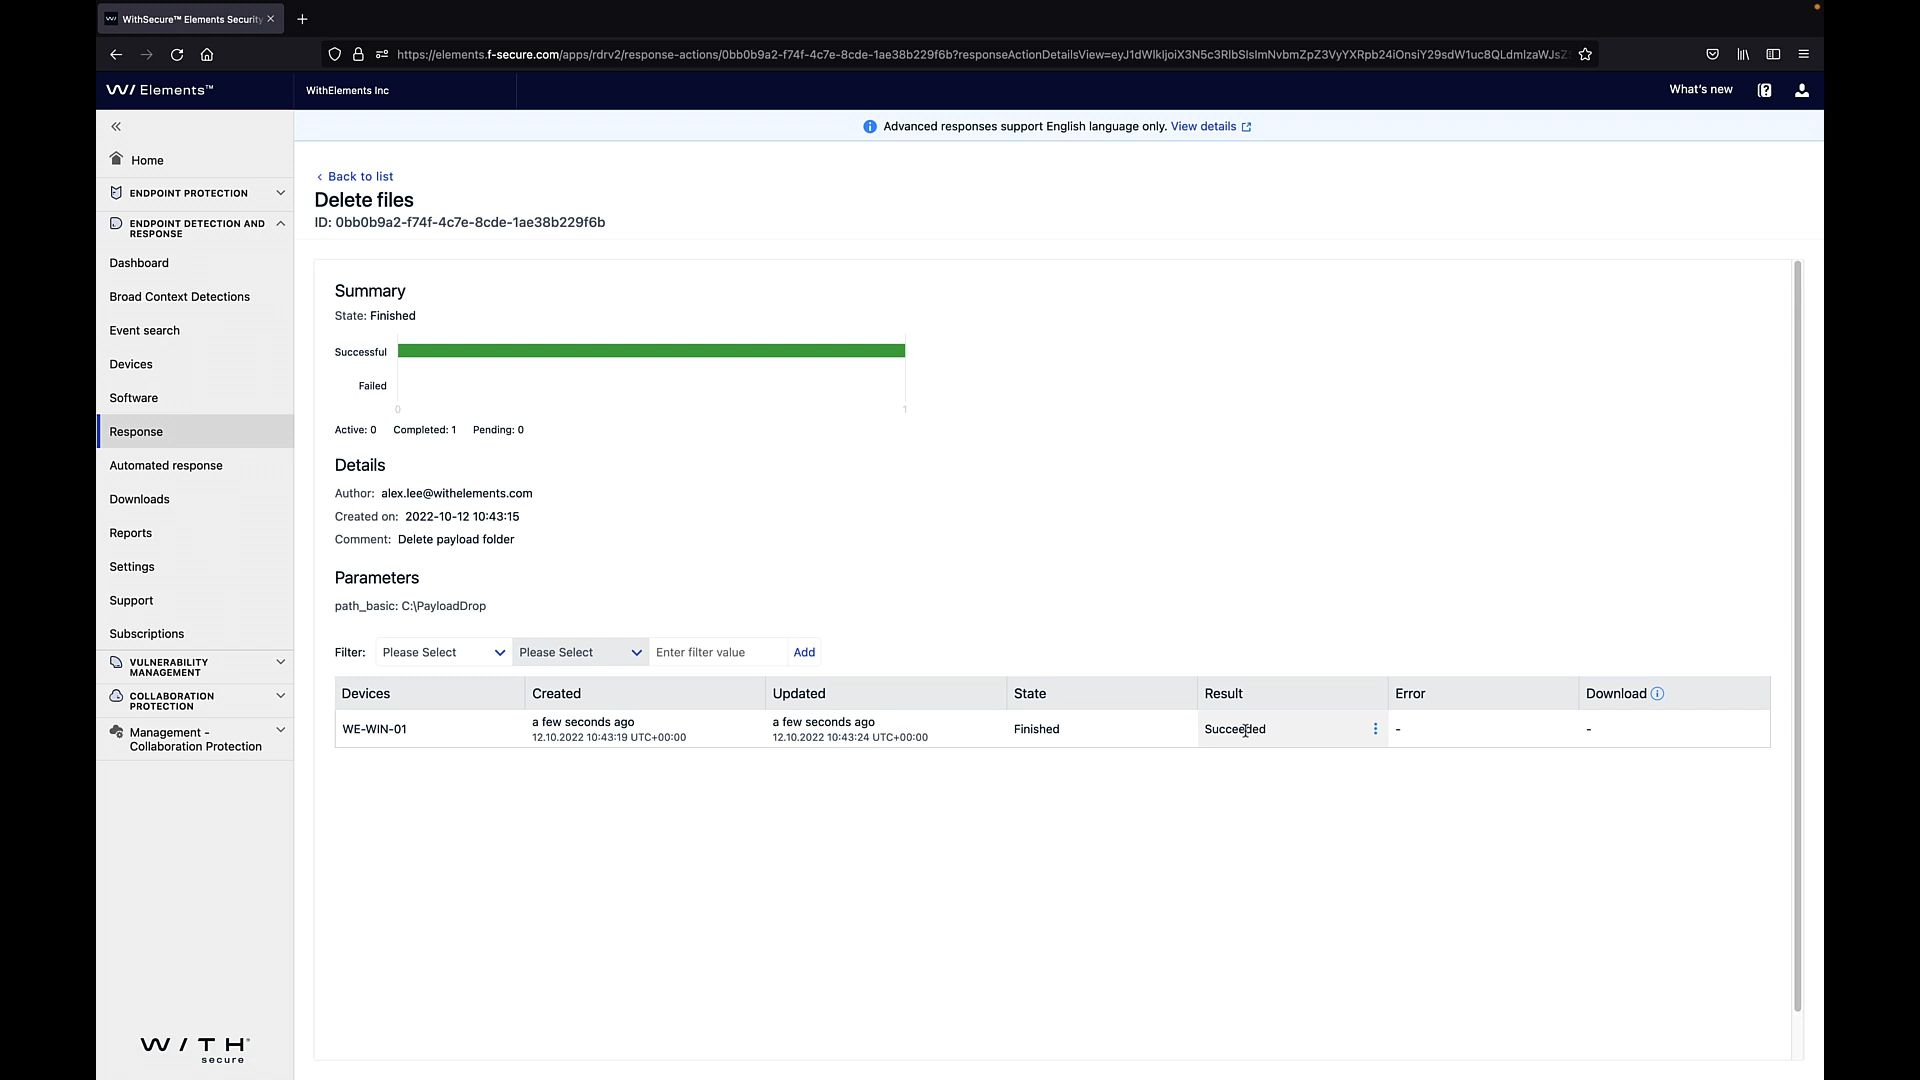 WithSecure™ Elements Security
https://elements.f-secure.com/apps/rdrv2/response-actions/0bb0b9a2-f74f-4c7e-8cde-1ae38b229f6b?responseActionDetailsView=
W/ Elements™
WithElements Inc
What's new
Advanced responses support English language only. View details
Home
ENDPOINT PROTECTION
ENDPOINT DETECTION AND
RESPONSE
Dashboard
Broad Context Detections
Event search
Devices
Software
Response
Automated response
Downloads
Reports
Settings
Support
Subscriptions
VULNERABILITY
MANAGEMENT
COLLABORATION
PROTECTION
Management -
Collaboration Protection
W/TH
secure
Back to list
Delete files
ID: 0bb0b9a2-f74f-4c7e-8cde-1ae38b229f6b
Summary
State: Finished
Successful
Failed
0 1
Active: 0 Completed: 1 Pending: 0
Details
Author: alex.lee@withelements.com
Created on: 2022-10-12 10:43:15
Comment: Delete payload folder
Parameters
path_basic: C:\PayloadDrop
Filter: Please Select Please Select Enter filter value Add
Devices Created Updated State Result Error Download
WE-WIN-01 a few seconds ago a few seconds ago Finished Succeeded - -
12.10.2022 10:43:19 UTC+00:00 12.10.2022 10:43:24 UTC+00:00